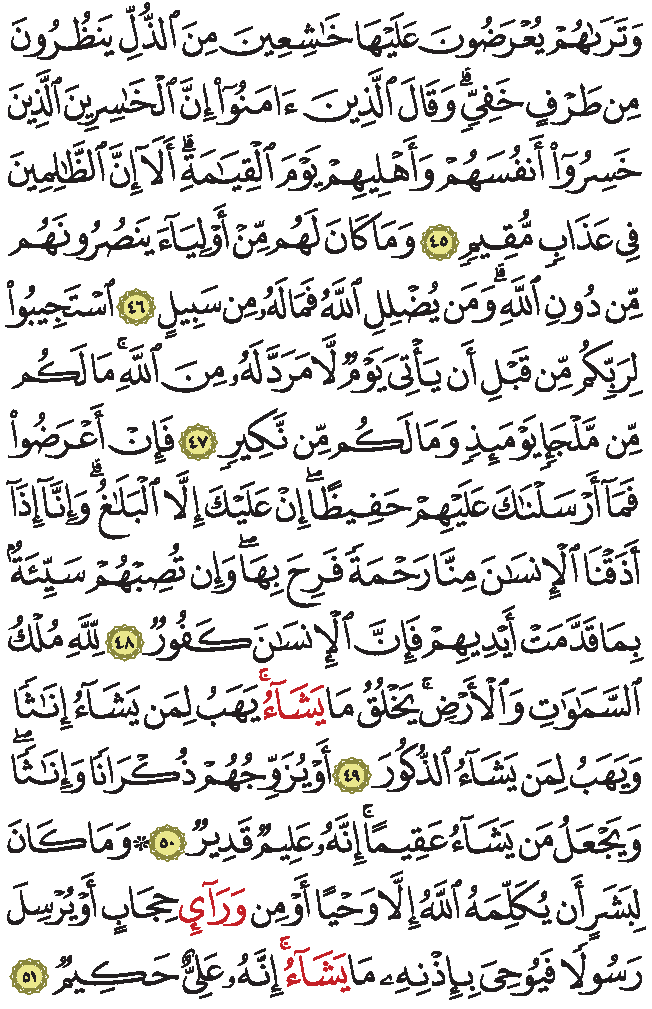 وَتَرَىٰهُمْ يُعْرَضُونَ عَلَيْهَا خَٰشِعِينَ مِنَ ٱلذُّلِّ يَنظُرُونَ
مِن طَرْفٍ خَفِىٍّۗ وَقَالَ ٱلَّذِينَ ءَامَنُوٓا۟ إِنَّ ٱلْخَٰسِرِينَ ٱلَّذِينَ
خَسِرُوٓا۟ أَنفُسَهُمْ وَأَهْلِيهِمْ يَوْمَ ٱلْقِيَٰمَةِۗ أَلَآ إِنَّ ٱلظَّٰلِمِينَ
فِى عَذَابٍ مُّقِيمٍ ٤٥ وَمَا كَانَ لَهُم مِّنْ أَوْلِيَآءَ يَنصُرُونَهُم
مِّن دُونِ ٱللَّهِۗ وَمَن يُضْلِلِ ٱللَّهُ فَمَا لَهُۥ مِن سَبِيلٍ ٤٦ ٱسْتَجِيبُوا۟
لِرَبِّكُم مِّن قَبْلِ أَن يَأْتِىَ يَوْمٌ لَّا مَرَدَّ لَهُۥ مِنَ ٱللَّهِۚ مَا لَكُم
مِّن مَّلْجَإٍ يَوْمَئِذٍ وَمَا لَكُم مِّن نَّكِيرٍ ٤٧ فَإِنْ أَعْرَضُوا۟
فَمَآ أَرْسَلْنَٰكَ عَلَيْهِمْ حَفِيظًاۖ إِنْ عَلَيْكَ إِلَّا ٱلْبَلَٰغُۗ وَإِنَّآ إِذَآ
أَذَقْنَا ٱلْإِنسَٰنَ مِنَّا رَحْمَةً فَرِحَ بِهَاۖ وَإِن تُصِبْهُمْ سَيِّئَةٌۢ
بِمَا قَدَّمَتْ أَيْدِيهِمْ فَإِنَّ ٱلْإِنسَٰنَ كَفُورٌ ٤٨ لِّلَّهِ مُلْكُ
ٱلسَّمَٰوَٰتِ وَٱلْأَرْضِۚ يَخْلُقُ مَا يَشَآءُۚ يَهَبُ لِمَن يَشَآءُ إِنَٰثًا
وَيَهَبُ لِمَن يَشَآءُ ٱلذُّكُورَ ٤٩ أَوْ يُزَوِّجُهُمْ ذُكْرَانًا وَإِنَٰثًاۖ
وَيَجْعَلُ مَن يَشَآءُ عَقِيمًاۚ إِنَّهُۥ عَلِيمٌ قَدِيرٌ ٥٠ ۞ وَمَا كَانَ
لِبَشَرٍ أَن يُكَلِّمَهُ ٱللَّهُ إِلَّا وَحْيًا أَوْ مِن وَرَآئِ حِجَابٍ أَوْ يُرْسِلَ
رَسُولًا فَيُوحِىَ بِإِذْنِهِۦ مَا يَشَآءُۚ إِنَّهُۥ عَلِىٌّ حَكِيمٌ ٥١